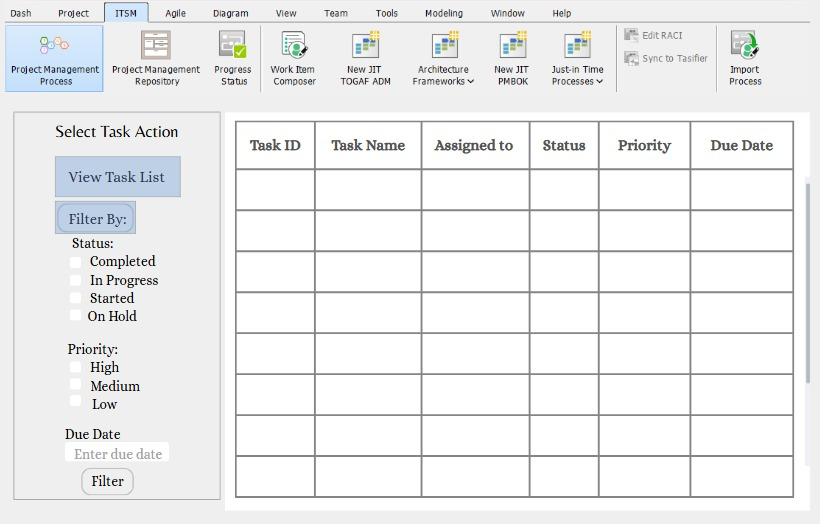 Dash Project ITSM Agile Diagram View Team Tools Modeling Window Help
Project Management
Process
Project Management
Repository
Progress
Status
Work Item
Composer
New JIT
TOGAF ADM
Architecture
Frameworks
New JIT
PMBOK
Just-in Time
Processes
Edit RACI
Sync to Tasifier
Import
Process
Select Task Action
View Task List
Filter By:
Status:
Completed
In Progress
Started
On Hold
Priority:
High
Medium
Low
Due Date
Enter due date
Filter
Task ID Task Name Assigned to Status Priority Due Date